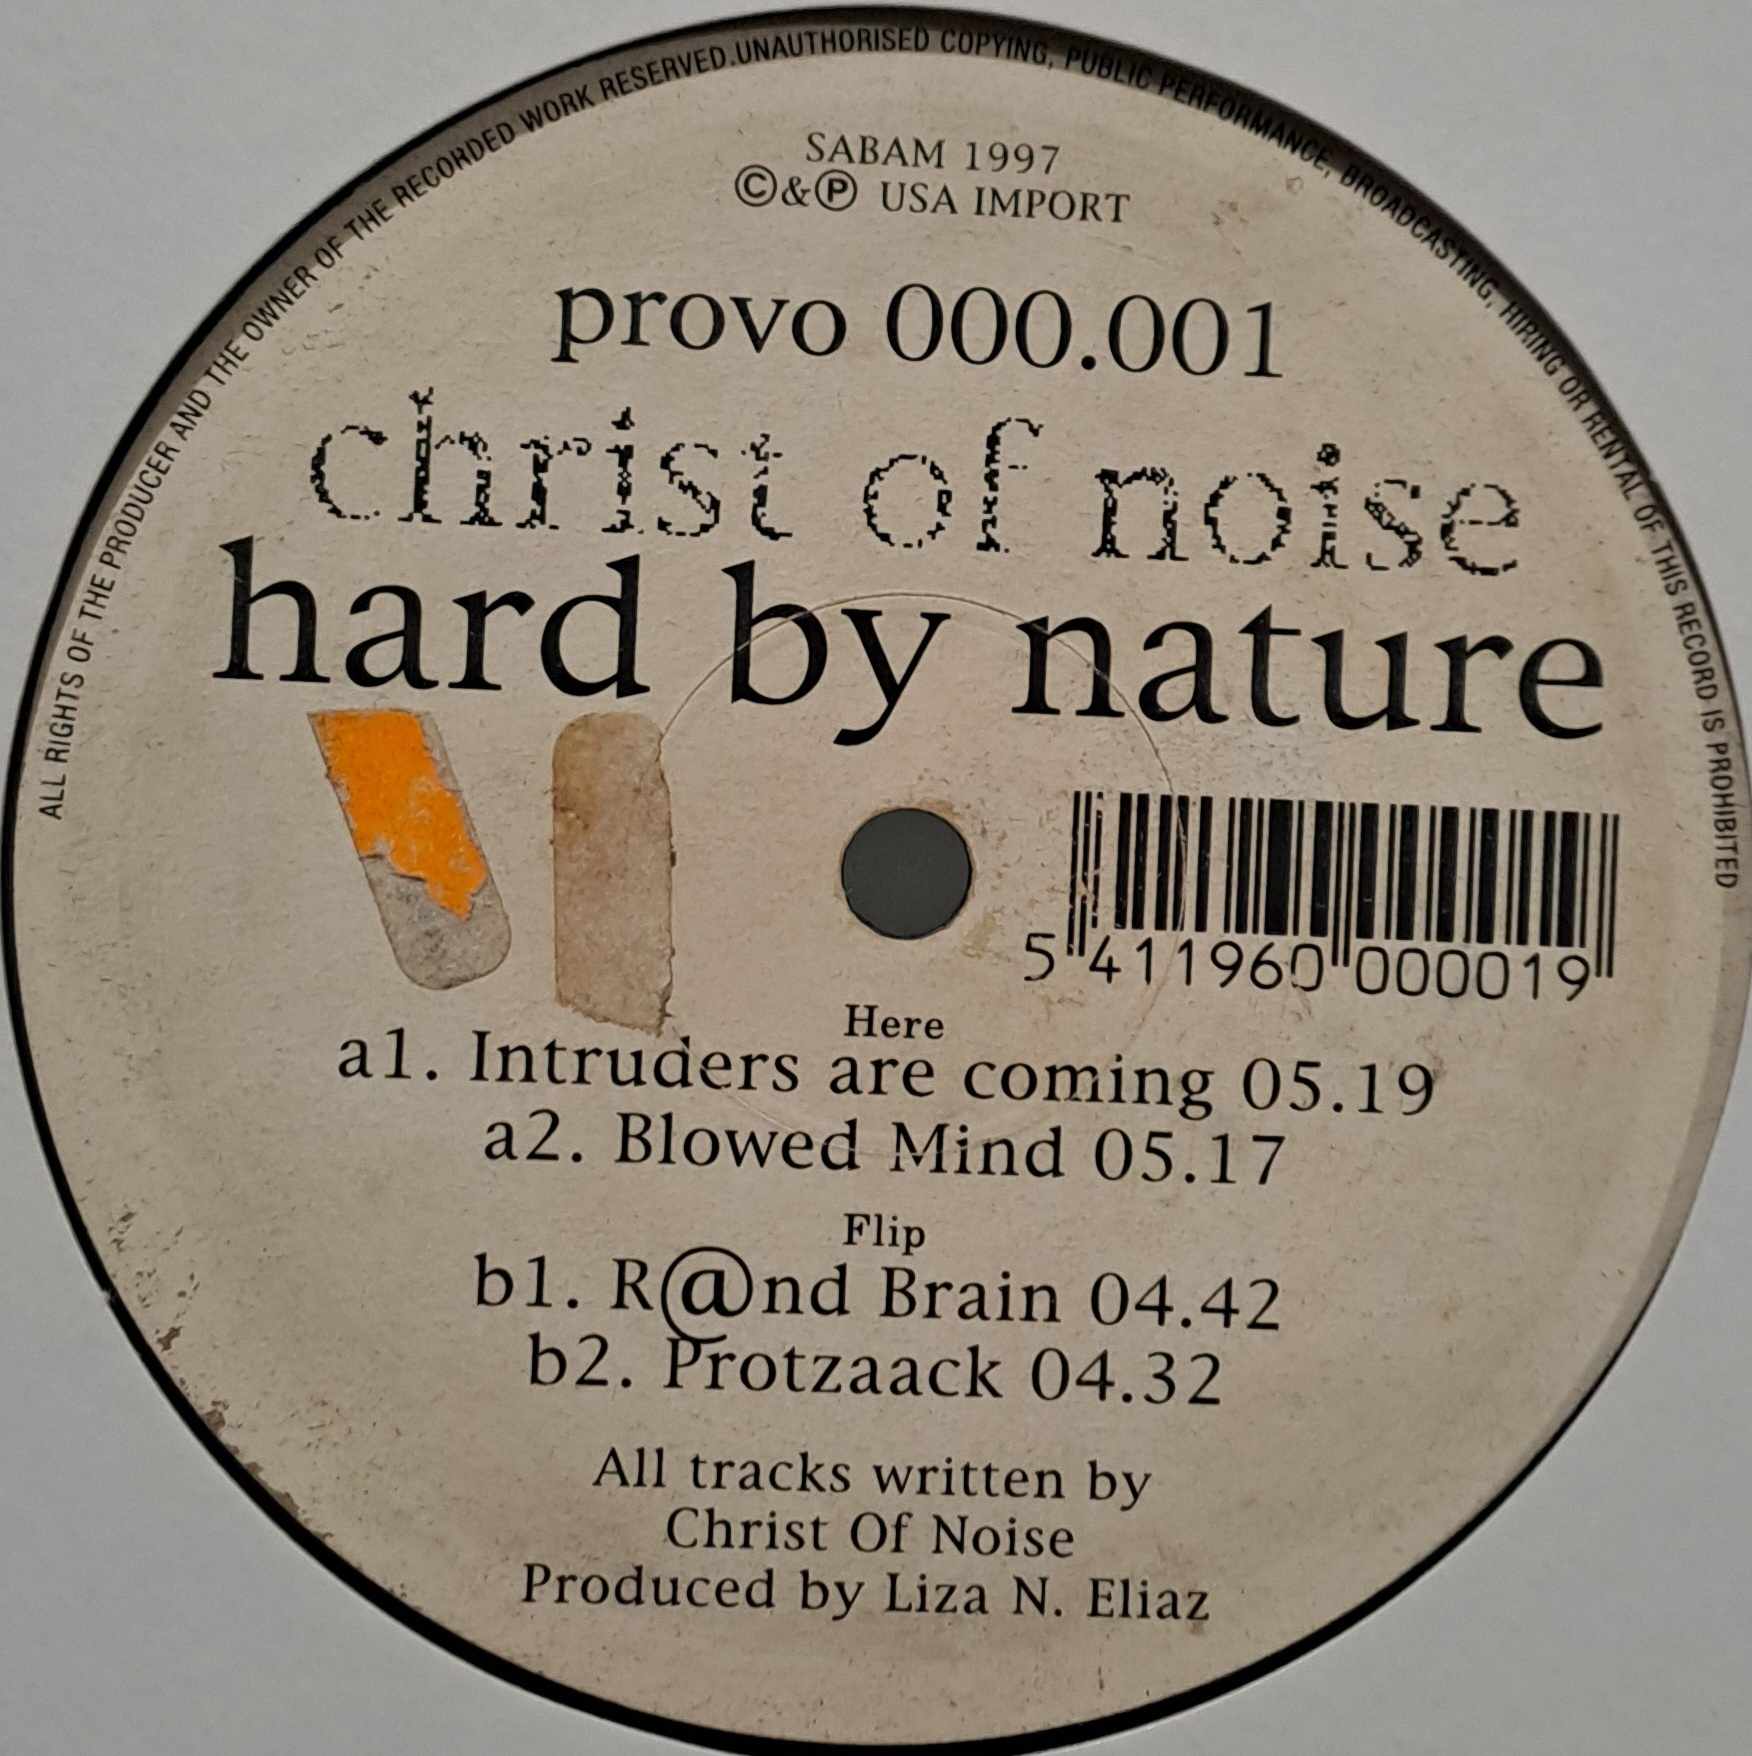 ALL RIGHTS OF THE PRODUCER AND THE OWNER OF THE RECORDED WORK RESERVED.UNAUTHORISED COPYING, PUBLIC PERFORMANCE, BROADCASTING, HIRING OR RENTAL OF THIS RECORD IS PROHIBITED
SABAM 1997
©&℗ USA IMPORT
provo 000.001
christ of noise
hard by nature
5 411960 000019
Here
a1. Intruders are coming 05.19
a2. Blowed Mind 05.17
Flip
b1. R@nd Brain 04.42
b2. Protzaack 04.32
All tracks written by
Christ Of Noise
Produced by Liza N. Eliaz